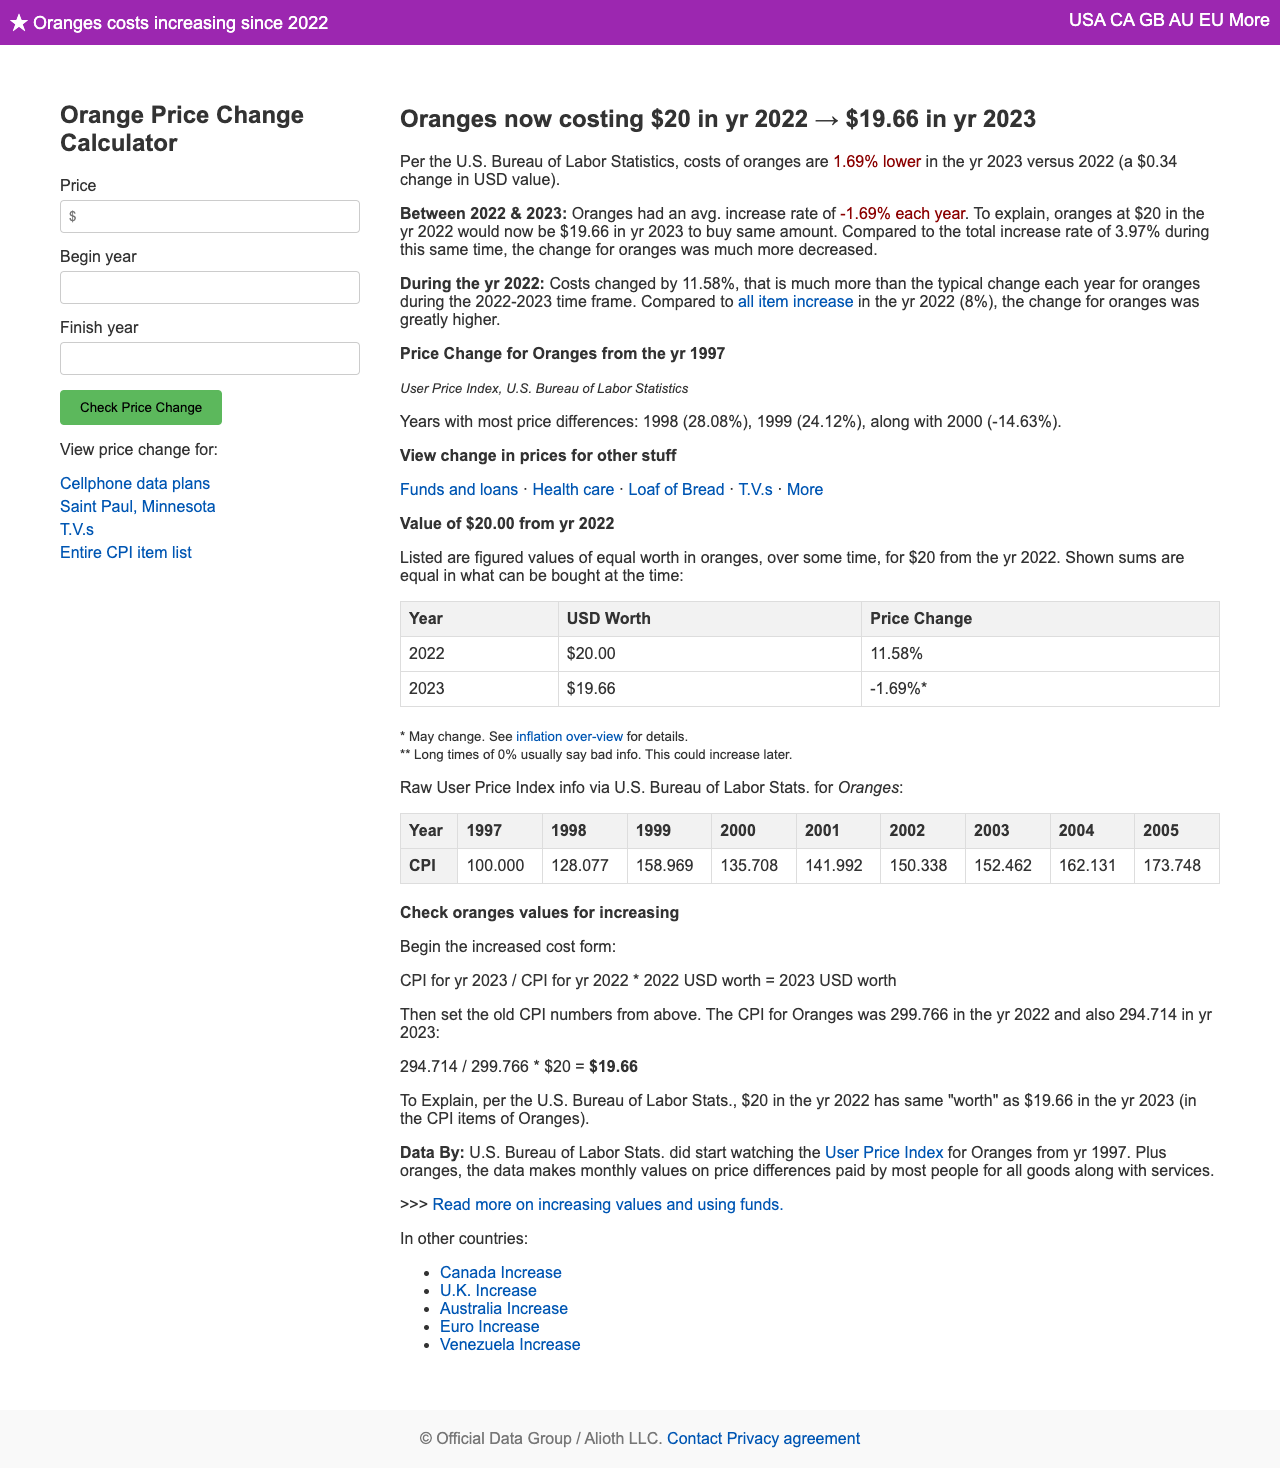 ★ Oranges costs increasing since 2022
USA CA GB AU EU More
Orange Price Change
Calculator
Price
$
Begin year
Finish year
Check Price Change
View price change for:
Cellphone data plans
Saint Paul, Minnesota
T.V.s
Entire CPI item list
Oranges now costing $20 in yr 2022 → $19.66 in yr 2023
Per the U.S. Bureau of Labor Statistics, costs of oranges are 1.69% lower in the yr 2023 versus 2022 (a $0.34
change in USD value).
Between 2022 & 2023: Oranges had an avg. increase rate of -1.69% each year. To explain, oranges at $20 in the
yr 2022 would now be $19.66 in yr 2023 to buy same amount. Compared to the total increase rate of 3.97% during
this same time, the change for oranges was much more decreased.
During the yr 2022: Costs changed by 11.58%, that is much more than the typical change each year for oranges
during the 2022-2023 time frame. Compared to all item increase in the yr 2022 (8%), the change for oranges was
greatly higher.
Price Change for Oranges from the yr 1997
User Price Index, U.S. Bureau of Labor Statistics
Years with most price differences: 1998 (28.08%), 1999 (24.12%), along with 2000 (-14.63%).
View change in prices for other stuff
Funds and loans · Health care · Loaf of Bread · T.V.s · More
Value of $20.00 from yr 2022
Listed are figured values of equal worth in oranges, over some time, for $20 from the yr 2022. Shown sums are
equal in what can be bought at the time:
Year USD Worth Price Change
2022 $20.00 11.58%
2023 $19.66 -1.69%*
* May change. See inflation over-view for details.
** Long times of 0% usually say bad info. This could increase later.
Raw User Price Index info via U.S. Bureau of Labor Stats. for Oranges:
Year 1997 1998 1999 2000 2001 2002 2003 2004 2005
CPI 100.000 128.077 158.969 135.708 141.992 150.338 152.462 162.131 173.748
Check oranges values for increasing
Begin the increased cost form:
CPI for yr 2023 / CPI for yr 2022 * 2022 USD worth = 2023 USD worth
Then set the old CPI numbers from above. The CPI for Oranges was 299.766 in the yr 2022 and also 294.714 in yr
2023:
294.714 / 299.766 * $20 = $19.66
To Explain, per the U.S. Bureau of Labor Stats., $20 in the yr 2022 has same "worth" as $19.66 in the yr 2023 (in
the CPI items of Oranges).
Data By: U.S. Bureau of Labor Stats. did start watching the User Price Index for Oranges from yr 1997. Plus
oranges, the data makes monthly values on price differences paid by most people for all goods along with services.
>>> Read more on increasing values and using funds.
In other countries:
• Canada Increase
• U.K. Increase
• Australia Increase
• Euro Increase
• Venezuela Increase
© Official Data Group / Alioth LLC. Contact Privacy agreement